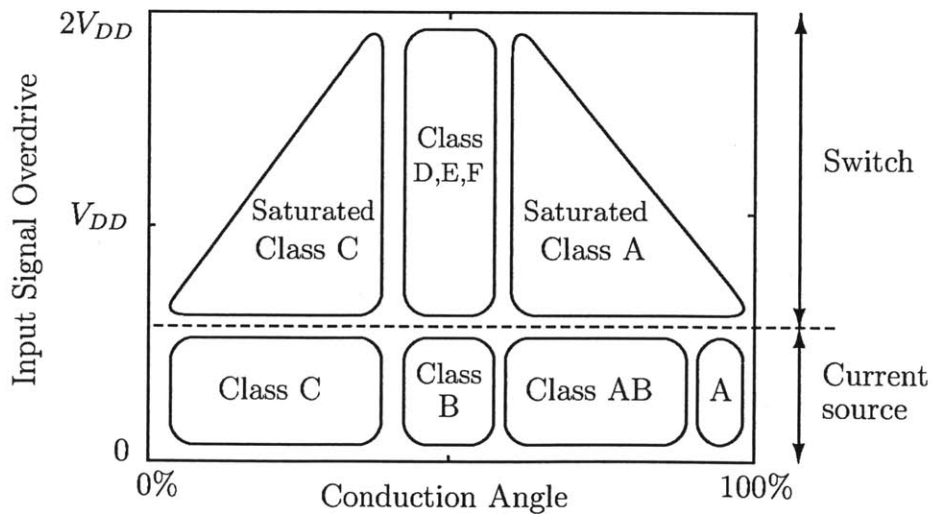 2V_DD
V_DD
0
Input Signal Overdrive
Saturated
Class C
Class
D,E,F
Saturated
Class A
Class C
Class
B
Class AB
A
Switch
Current
source
0%
Conduction Angle
100%